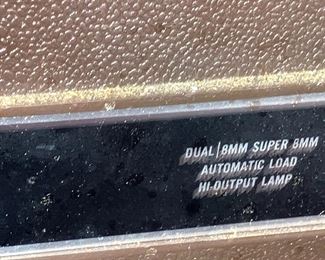 DUAL|8MM SUPER 8MM
AUTOMATIC LOAD
HI-OUTPUT LAMP